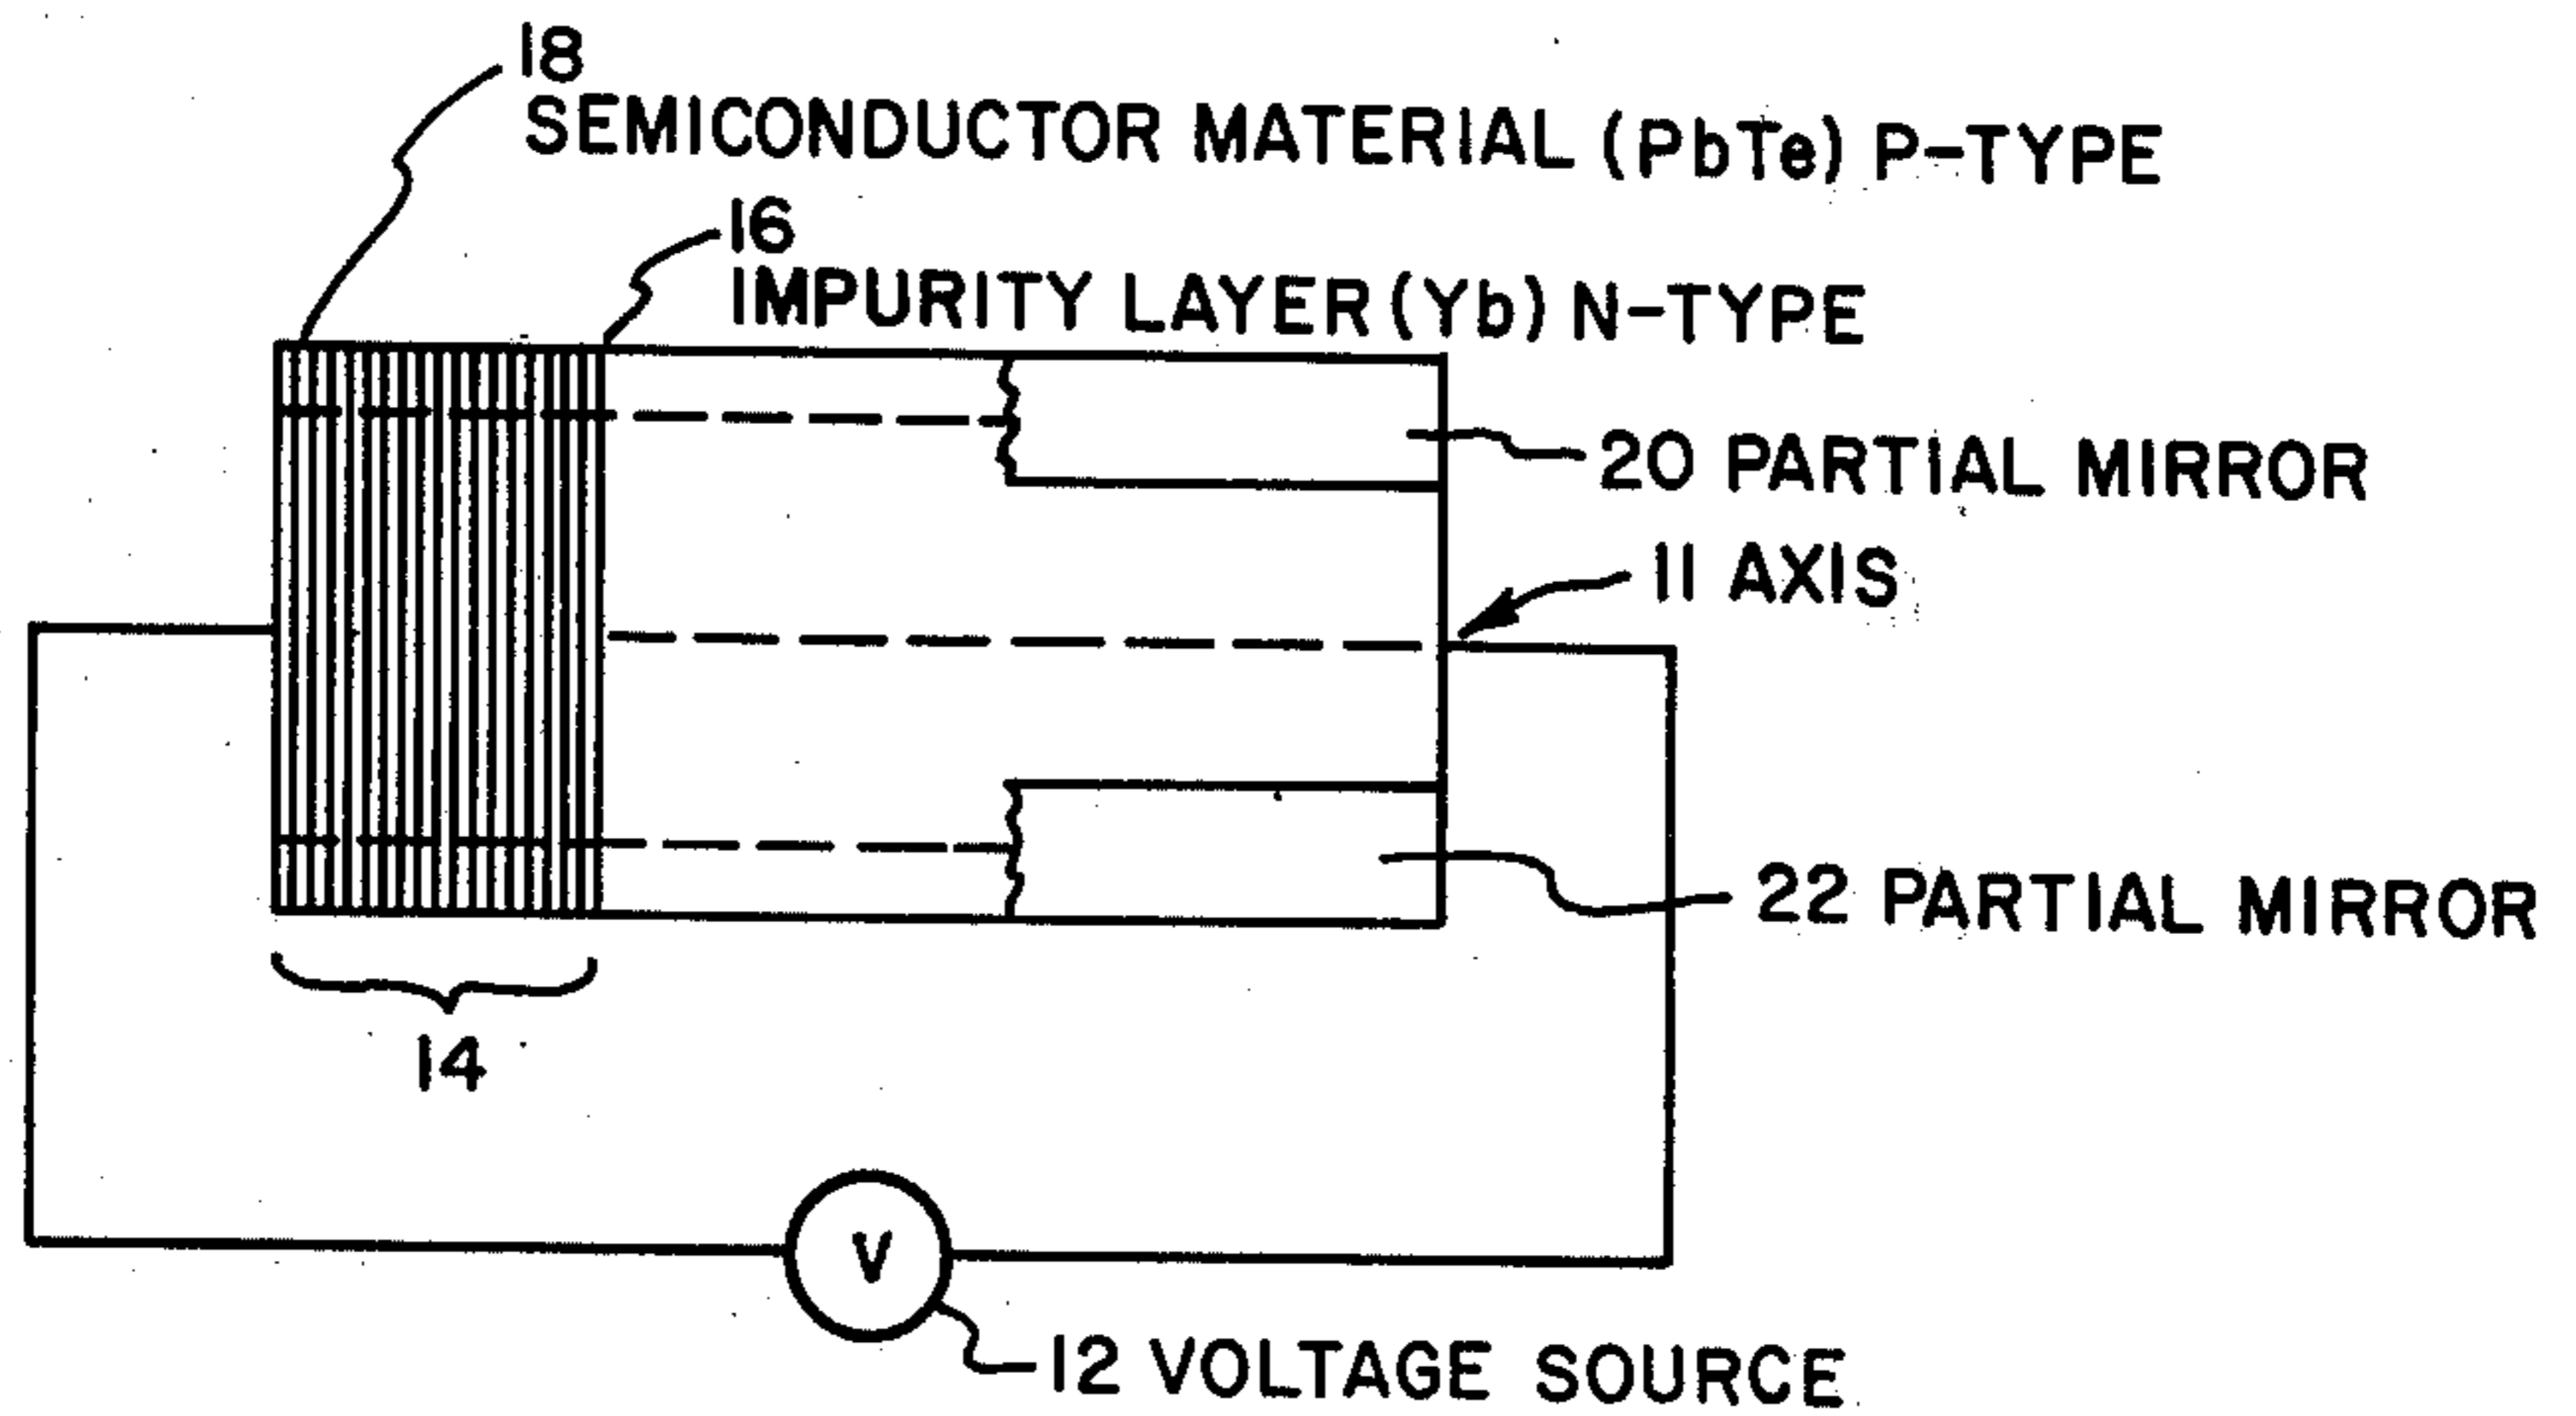 18
SEMICONDUCTOR MATERIAL (PbTe) P-TYPE
16
IMPURITY LAYER (Yb) N-TYPE
20 PARTIAL MIRROR
11 AXIS
22 PARTIAL MIRROR
14
V
12 VOLTAGE SOURCE